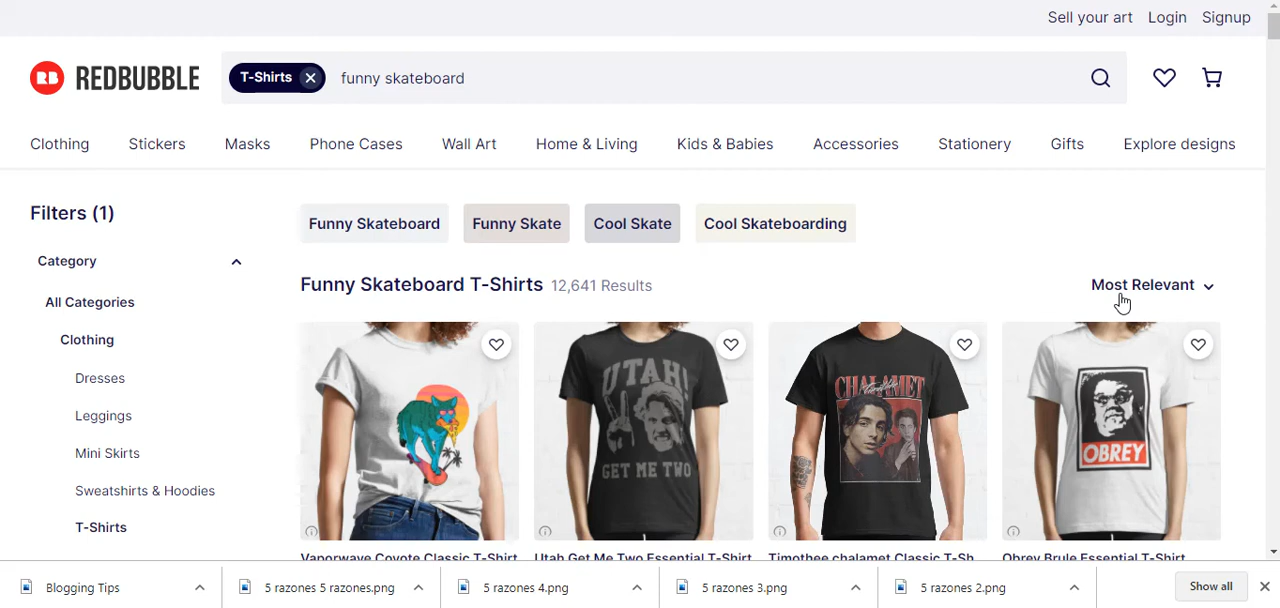 Sell your art Login Signup
RB REDBUBBLE T-Shirts funny skateboard
Clothing Stickers Masks Phone Cases Wall Art Home & Living Kids & Babies Accessories Stationery Gifts Explore designs
Filters (1)
Funny Skateboard Funny Skate Cool Skate Cool Skateboarding
Category
Funny Skateboard T-Shirts 12,641 Results Most Relevant
All Categories
Clothing
Dresses
Leggings
Mini Skirts
Sweatshirts & Hoodies
T-Shirts
UTAH!
GET ME TWO
CHALAMET
OBREY
Vaporwave Coyote Classic T-Shirt Utah Get Me Two Essential T-Shirt Timothee chalamet Classic T-Sh Obrey Brule Essential T-Shirt
Blogging Tips 5 razones 5 razones.png 5 razones 4.png 5 razones 3.png 5 razones 2.png Show all